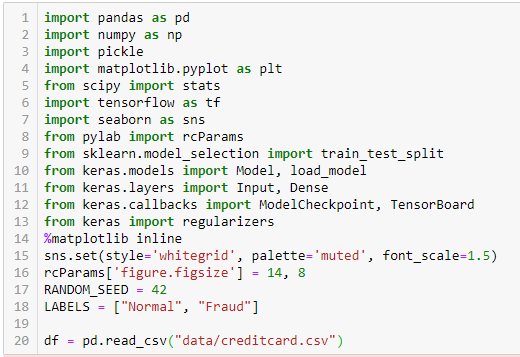 1 import pandas as pd
2 import numpy as np
3 import pickle
4 import matplotlib.pyplot as plt
5 from scipy import stats
6 import tensorflow as tf
7 import seaborn as sns
8 from pylab import rcParams
9 from sklearn.model_selection import train_test_split
10 from keras.models import Model, load_model
11 from keras.layers import Input, Dense
12 from keras.callbacks import ModelCheckpoint, TensorBoard
13 from keras import regularizers
14 %matplotlib inline
15 sns.set(style='whitegrid', palette='muted', font_scale=1.5)
16 rcParams['figure.figsize'] = 14, 8
17 RANDOM_SEED = 42
18 LABELS = ["Normal", "Fraud"]
19
20 df = pd.read_csv("data/creditcard.csv")